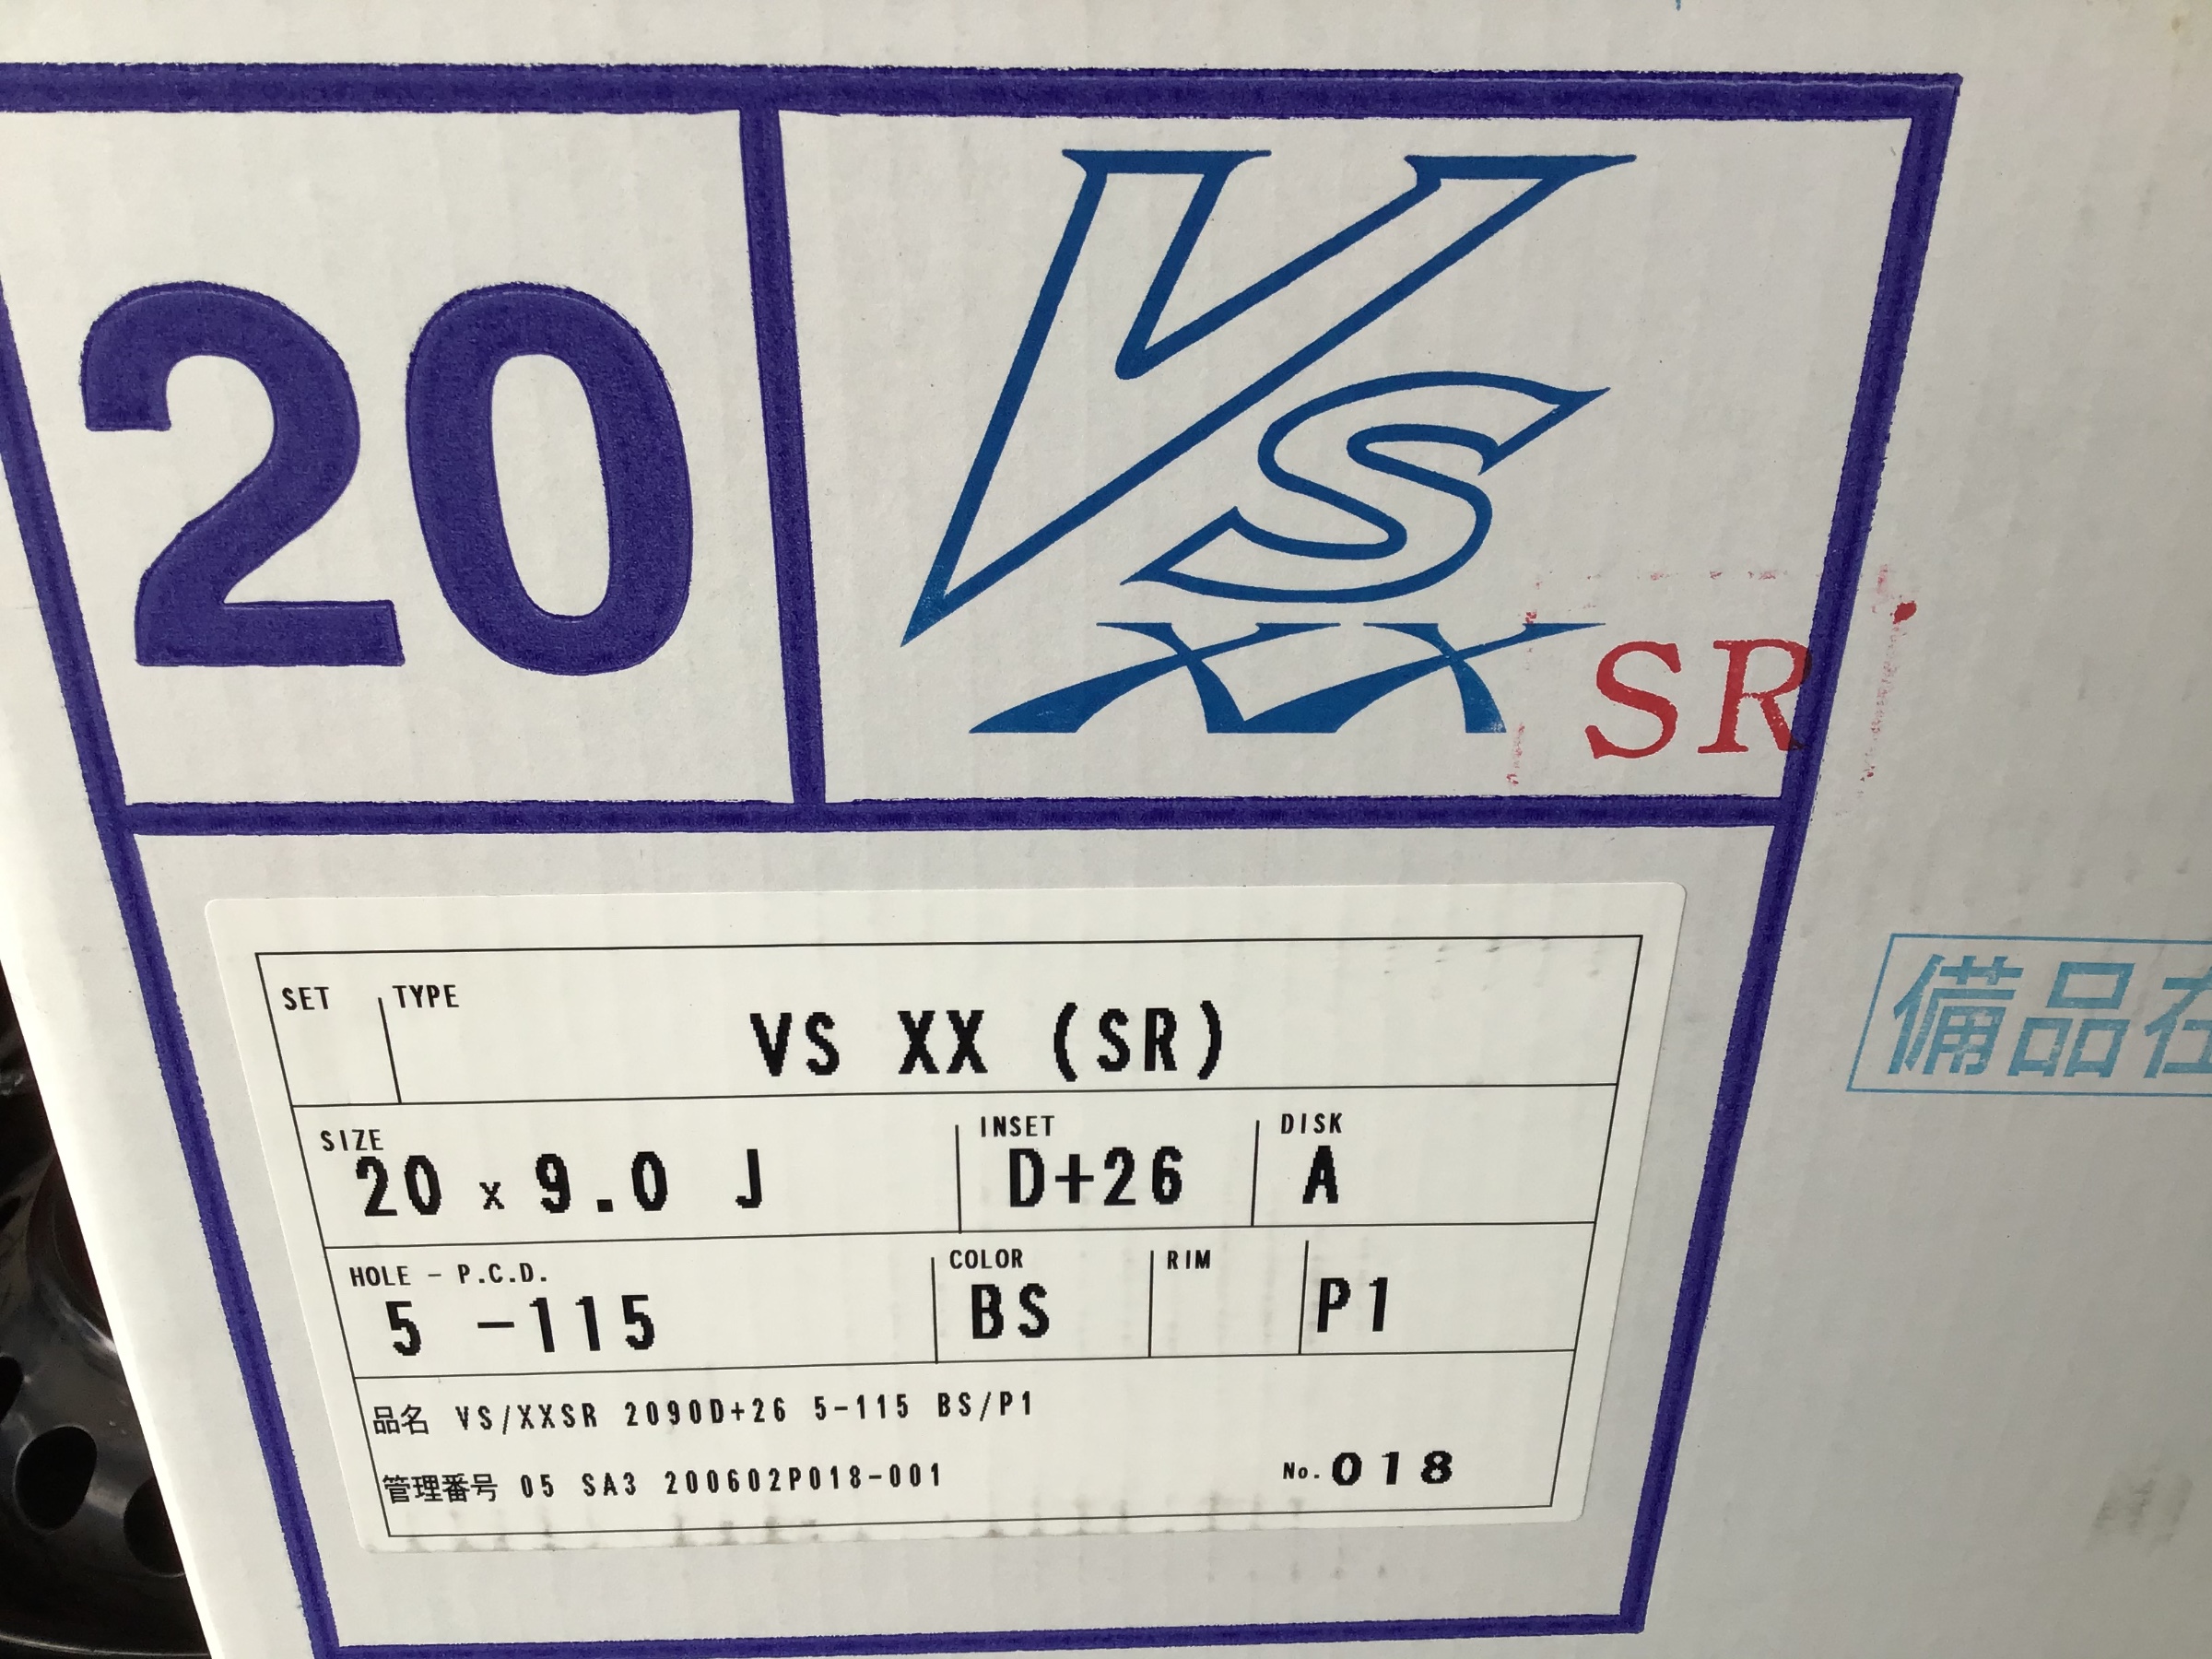 20
VS
XX
SR
備品在
SET TYPE
VS XX (SR)
SIZE INSET DISK
20 x 9.0 J D+26 A
HOLE - P.C.D. COLOR RIM
5 -115 BS P1
品名 VS/XXSR 2090D+26 5-115 BS/P1
管理番号 05 SA3 200602P018-001 No. 018